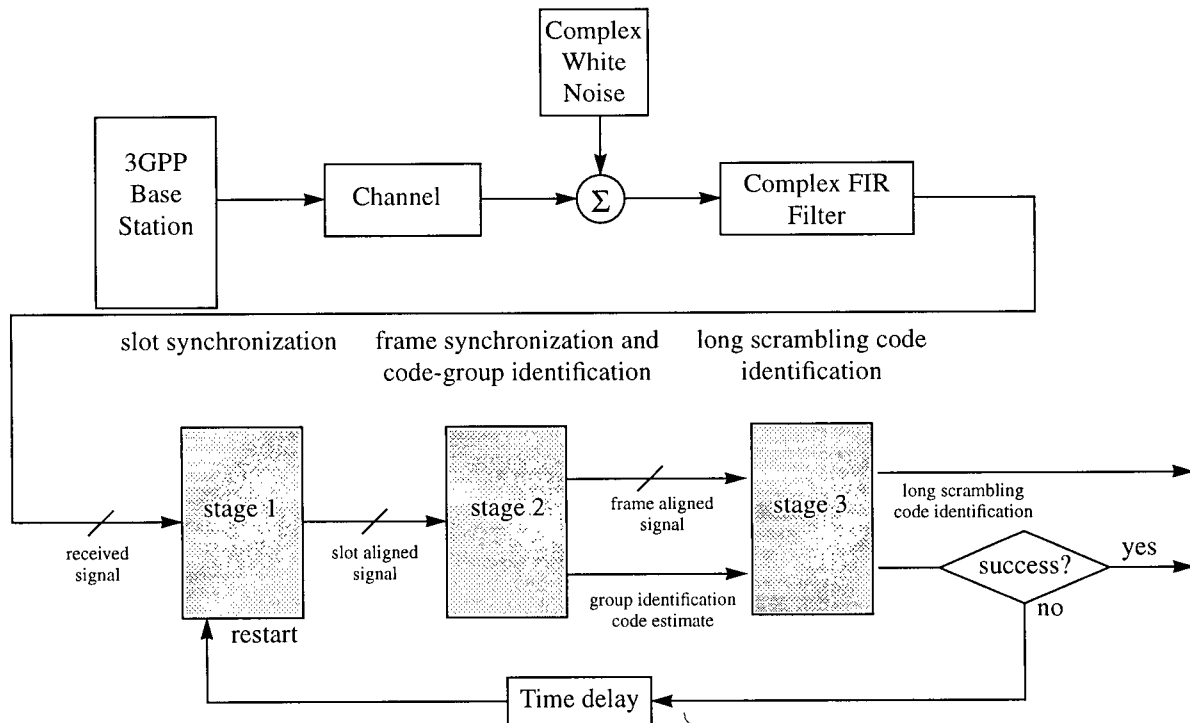 Complex
White
Noise
3GPP
Base
Station
Channel
Σ
Complex FIR
Filter
slot synchronization
frame synchronization and
code-group identification
long scrambling code
identification
stage 1
stage 2
stage 3
received
signal
slot aligned signal
frame aligned
signal
group identification
code estimate
long scrambling
code identification
success?
yes
no
restart
Time delay